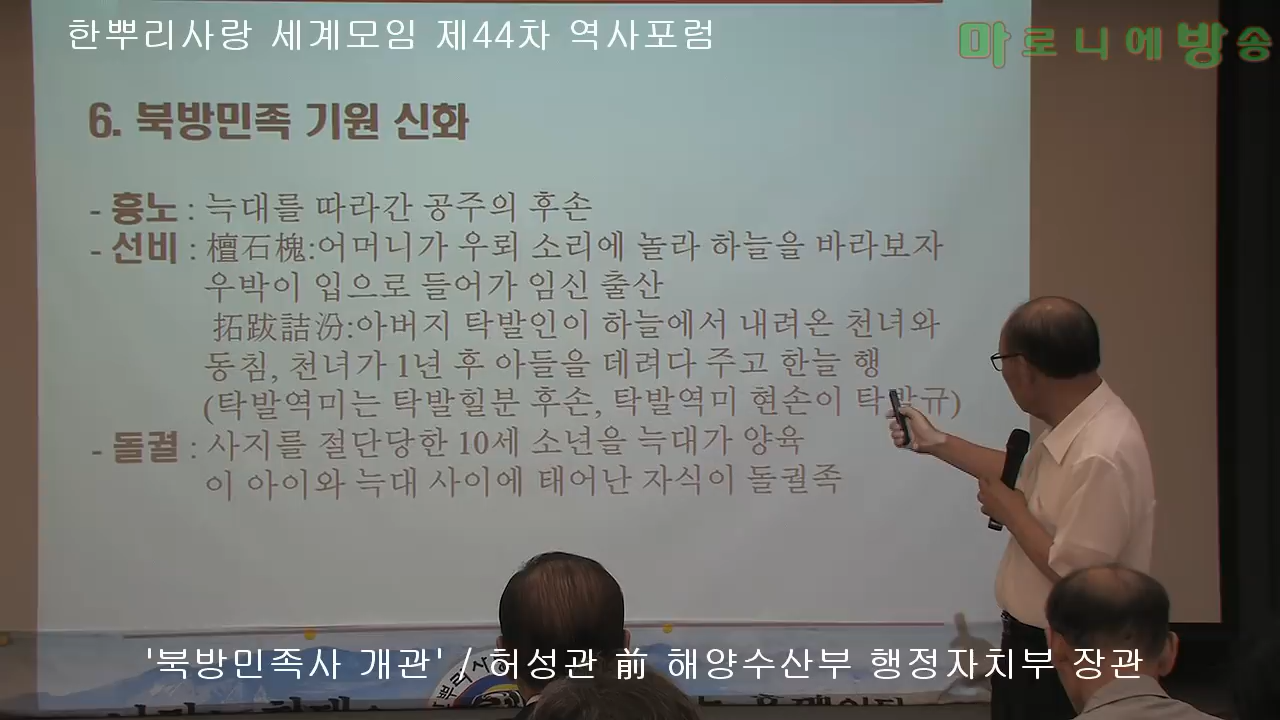 한뿌리사랑 세계모임 제44차 역사포럼
마로니에방송
6. 북방민족 기원 신화
- 흉노 : 늑대를 따라간 공주의 후손
- 선비 : 檀石槐:어머니가 우뢰 소리에 놀라 하늘을 바라보자
우박이 입으로 들어가 임신 출산
拓跋詰汾:아버지 탁발인이 하늘에서 내려온 천녀와
동침, 천녀가 1년 후 아들을 데려다 주고 한늘 행
(탁발역미는 탁발힐분 후손, 탁발역미 현손이 탁발규)
- 돌궐 : 사지를 절단당한 10세 소년을 늑대가 양육
이 아이와 늑대 사이에 태어난 자식이 돌궐족
'북방민족사 개관' / 허성관 前 해양수산부 행정자치부 장관